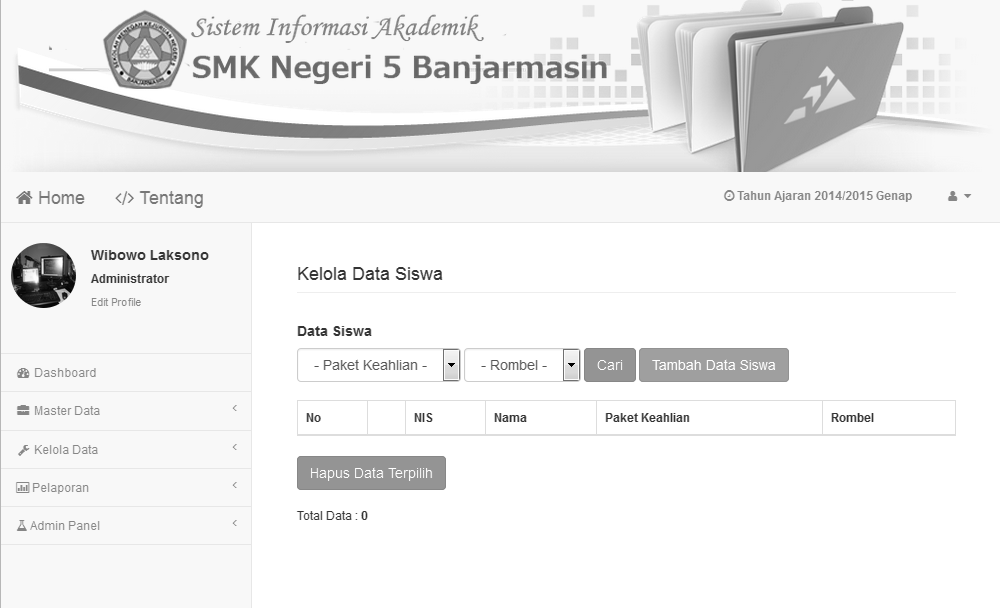 Sistem Informasi Akademik
SMK Negeri 5 Banjarmasin
BANJARMASIN
Home
</> Tentang
Tahun Ajaran 2014/2015 Genap
Wibowo Laksono
Administrator
Edit Profile
Dashboard
Master Data
Kelola Data
Pelaporan
Admin Panel
Kelola Data Siswa
Data Siswa
- Paket Keahlian - - Rombel - Cari Tambah Data Siswa
No NIS Nama Paket Keahlian Rombel
Hapus Data Terpilih
Total Data : 0